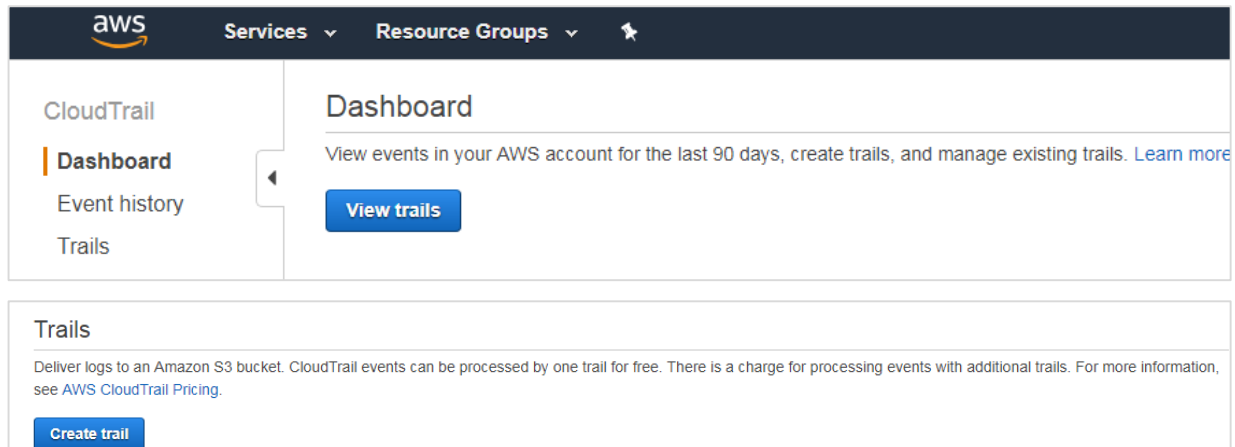 aws Services Resource Groups
CloudTrail
Dashboard
Event history
Trails
Dashboard
View events in your AWS account for the last 90 days, create trails, and manage existing trails. Learn more
View trails
Trails
Deliver logs to an Amazon S3 bucket. CloudTrail events can be processed by one trail for free. There is a charge for processing events with additional trails. For more information,
see AWS CloudTrail Pricing.
Create trail